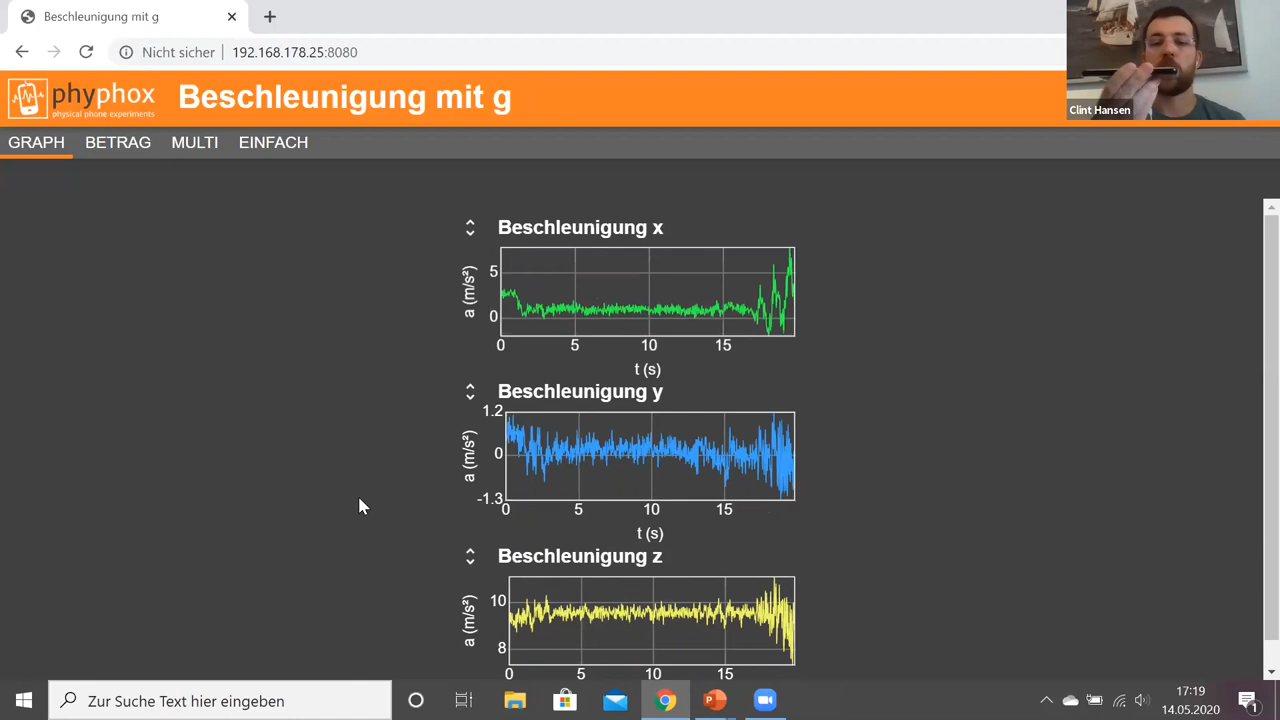 Beschleunigung mit g
Nicht sicher | 192.168.178.25:8080
phyphox
physical phone experiments
Beschleunigung mit g
Clint Hansen
GRAPH BETRAG MULTI EINFACH
Beschleunigung x
a (m/s²)
5
0
0 5 10 15
t (s)
Beschleunigung y
a (m/s²)
1.2
0
-1.3
0 5 10 15
t (s)
Beschleunigung z
a (m/s²)
10
8
0 5 10 15
Zur Suche Text hier eingeben
17:19
14.05.2020
1